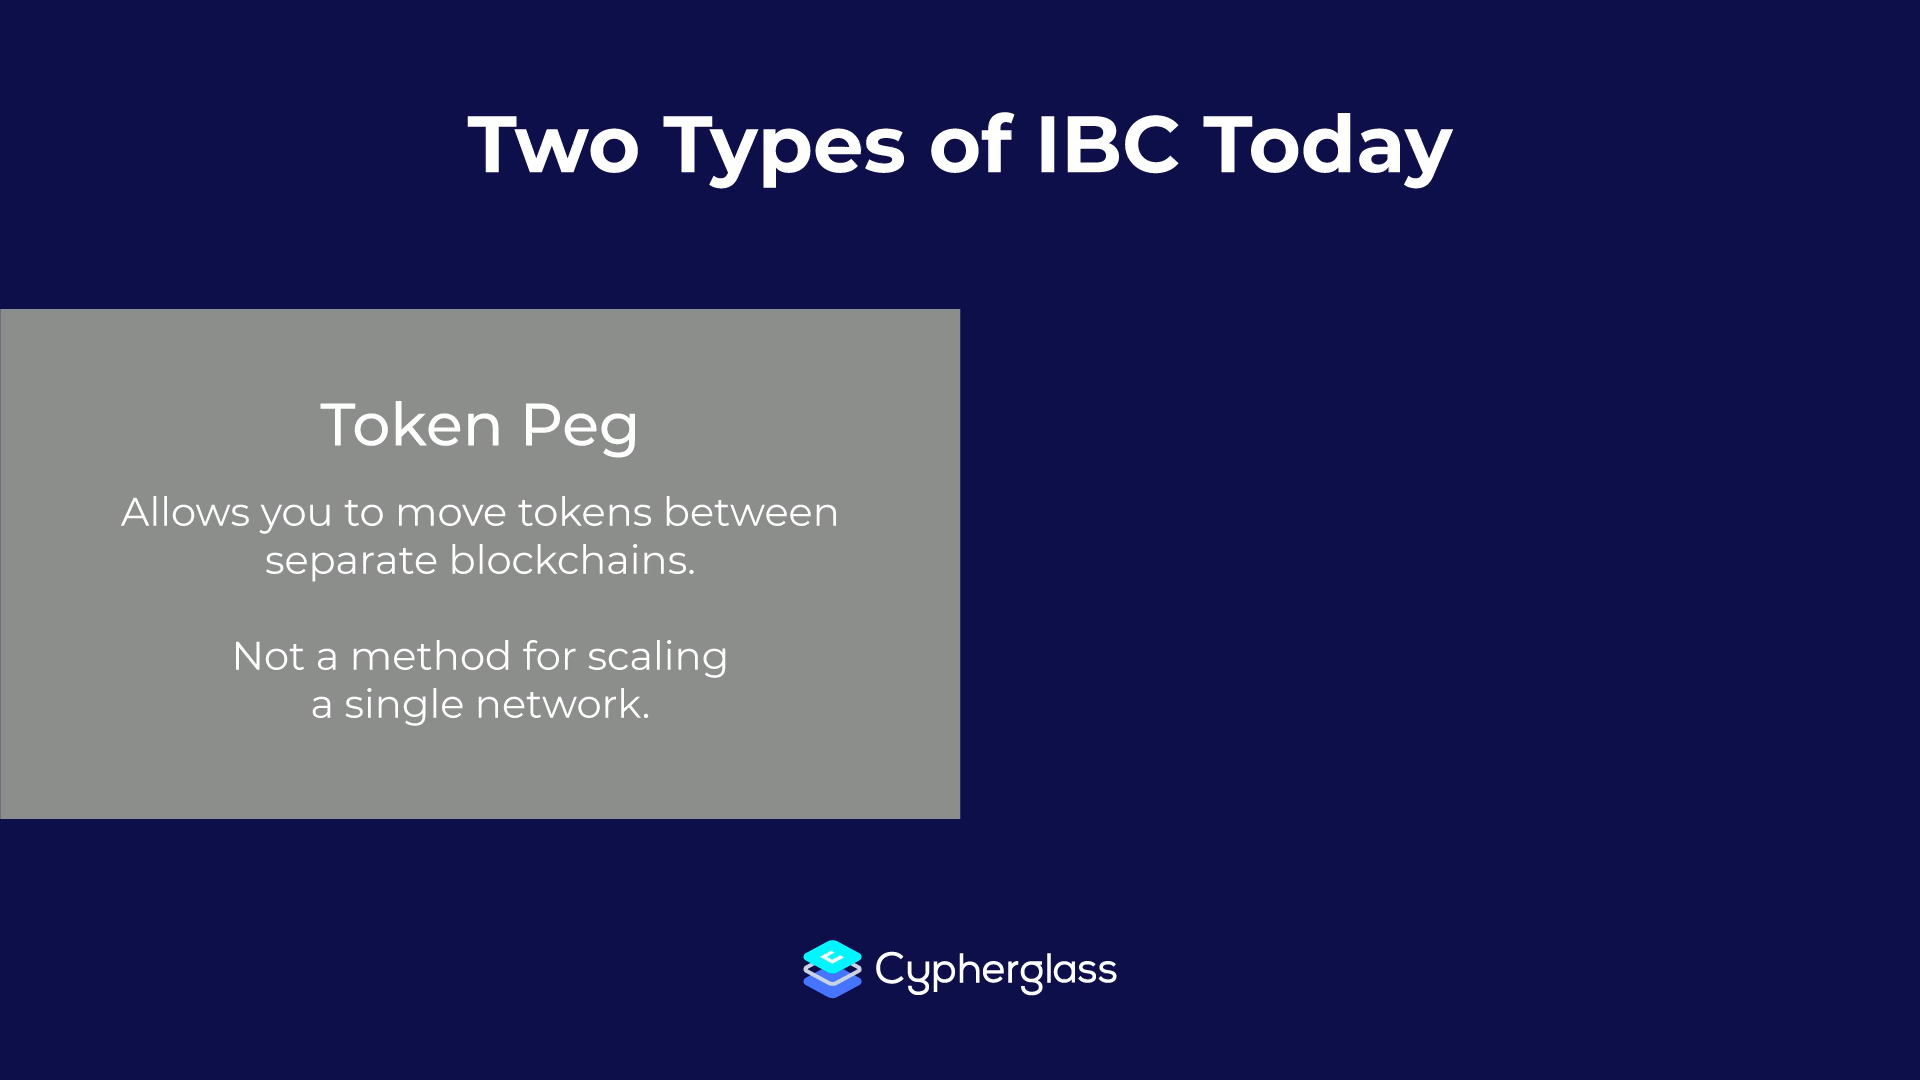 Two Types of IBC Today
Token Peg
Allows you to move tokens between
separate blockchains.
Not a method for scaling
a single network.
Cypherglass